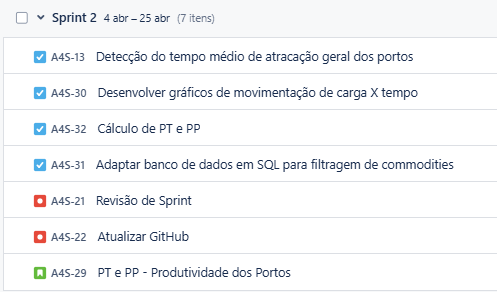 Sprint 2 4 abr – 25 abr (7 itens)
A4S-13 Detecção do tempo médio de atracação geral dos portos
A4S-30 Desenvolver gráficos de movimentação de carga X tempo
A4S-32 Cálculo de PT e PP
A4S-31 Adaptar banco de dados em SQL para filtragem de commodities
A4S-21 Revisão de Sprint
A4S-22 Atualizar GitHub
A4S-29 PT e PP - Produtividade dos Portos